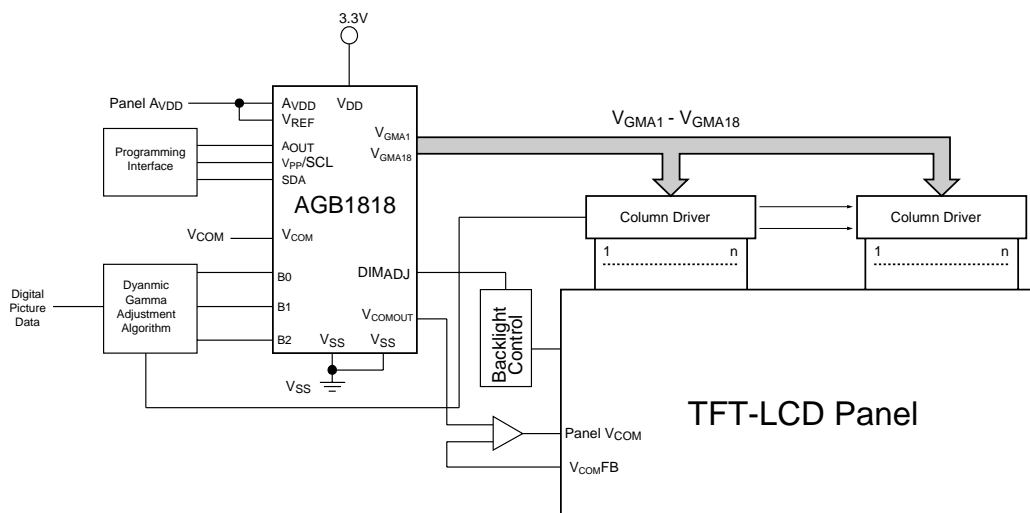 3.3V
Panel AVDD
AVDD
VDD
VREF
VGMA1
VGMA18
VGMA1 - VGMA18
Programming
Interface
AOUT
VPP/SCL
SDA
AGB1818
Column Driver
Column Driver
VCOM
VCOM
1 n
1 n
Digital
Picture
Data
Dyanmic
Gamma
Adjustment
Algorithm
B0
B1
B2
DIMADJ
VCOMOUT
VSS
VSS
VSS
Backlight
Control
TFT-LCD Panel
Panel VCOM
VCOMFB